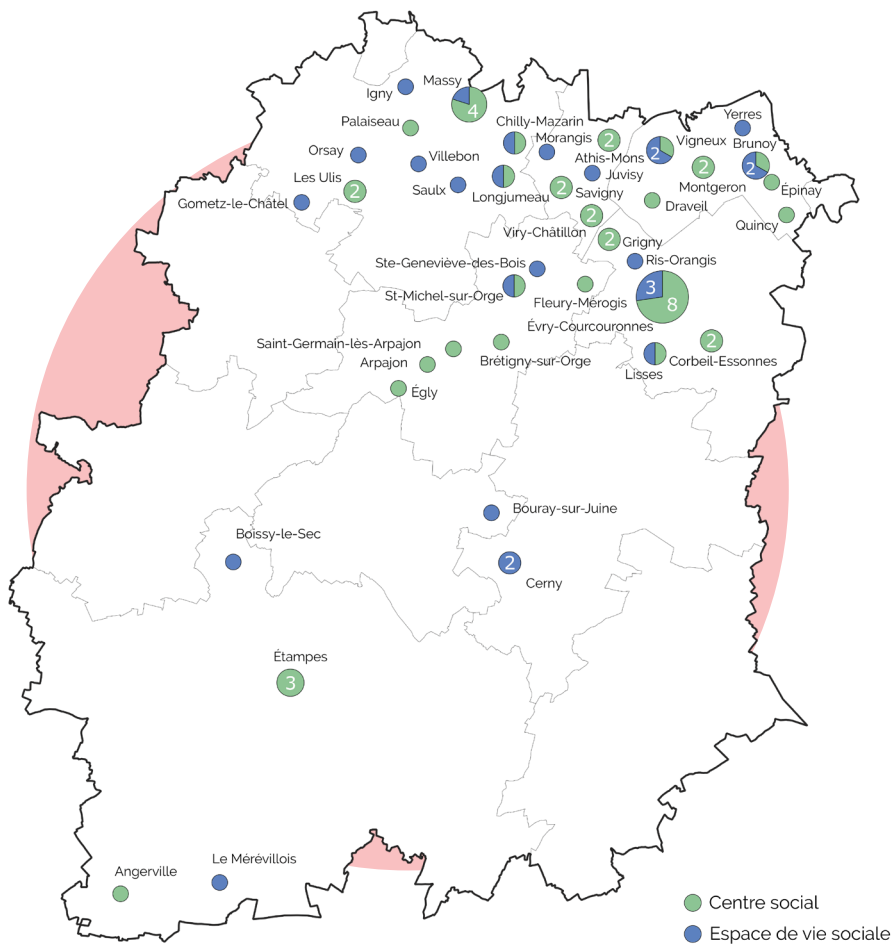 Massy
Igny
4
Yerres
Chilly-Mazarin
Palaiseau
Morangis
Vigneux
Brunoy
Orsay
Villebon
Athis-Mons
2
2
2
2
Juvisy
Les Ulis
Saulx
Montgeron
Épinay
2
Longjumeau
2
Savigny
Gometz-le-Châtel
Draveil
2
Quincy
Viry-Châtillon
2
Grigny
Ste-Geneviève-des-Bois
Ris-Orangis
3
St-Michel-sur-Orge
8
Fleury-Mérogis
Évry-Courcouronnes
Saint-Germain-lès-Arpajon
2
Arpajon
Brétigny-sur-Orge
Corbeil-Essonnes
Lisses
Égly
Bouray-sur-Juine
Boissy-le-Sec
2
Cerny
Étampes
3
Le Mérévillois
Angerville
Centre social
Espace de vie sociale